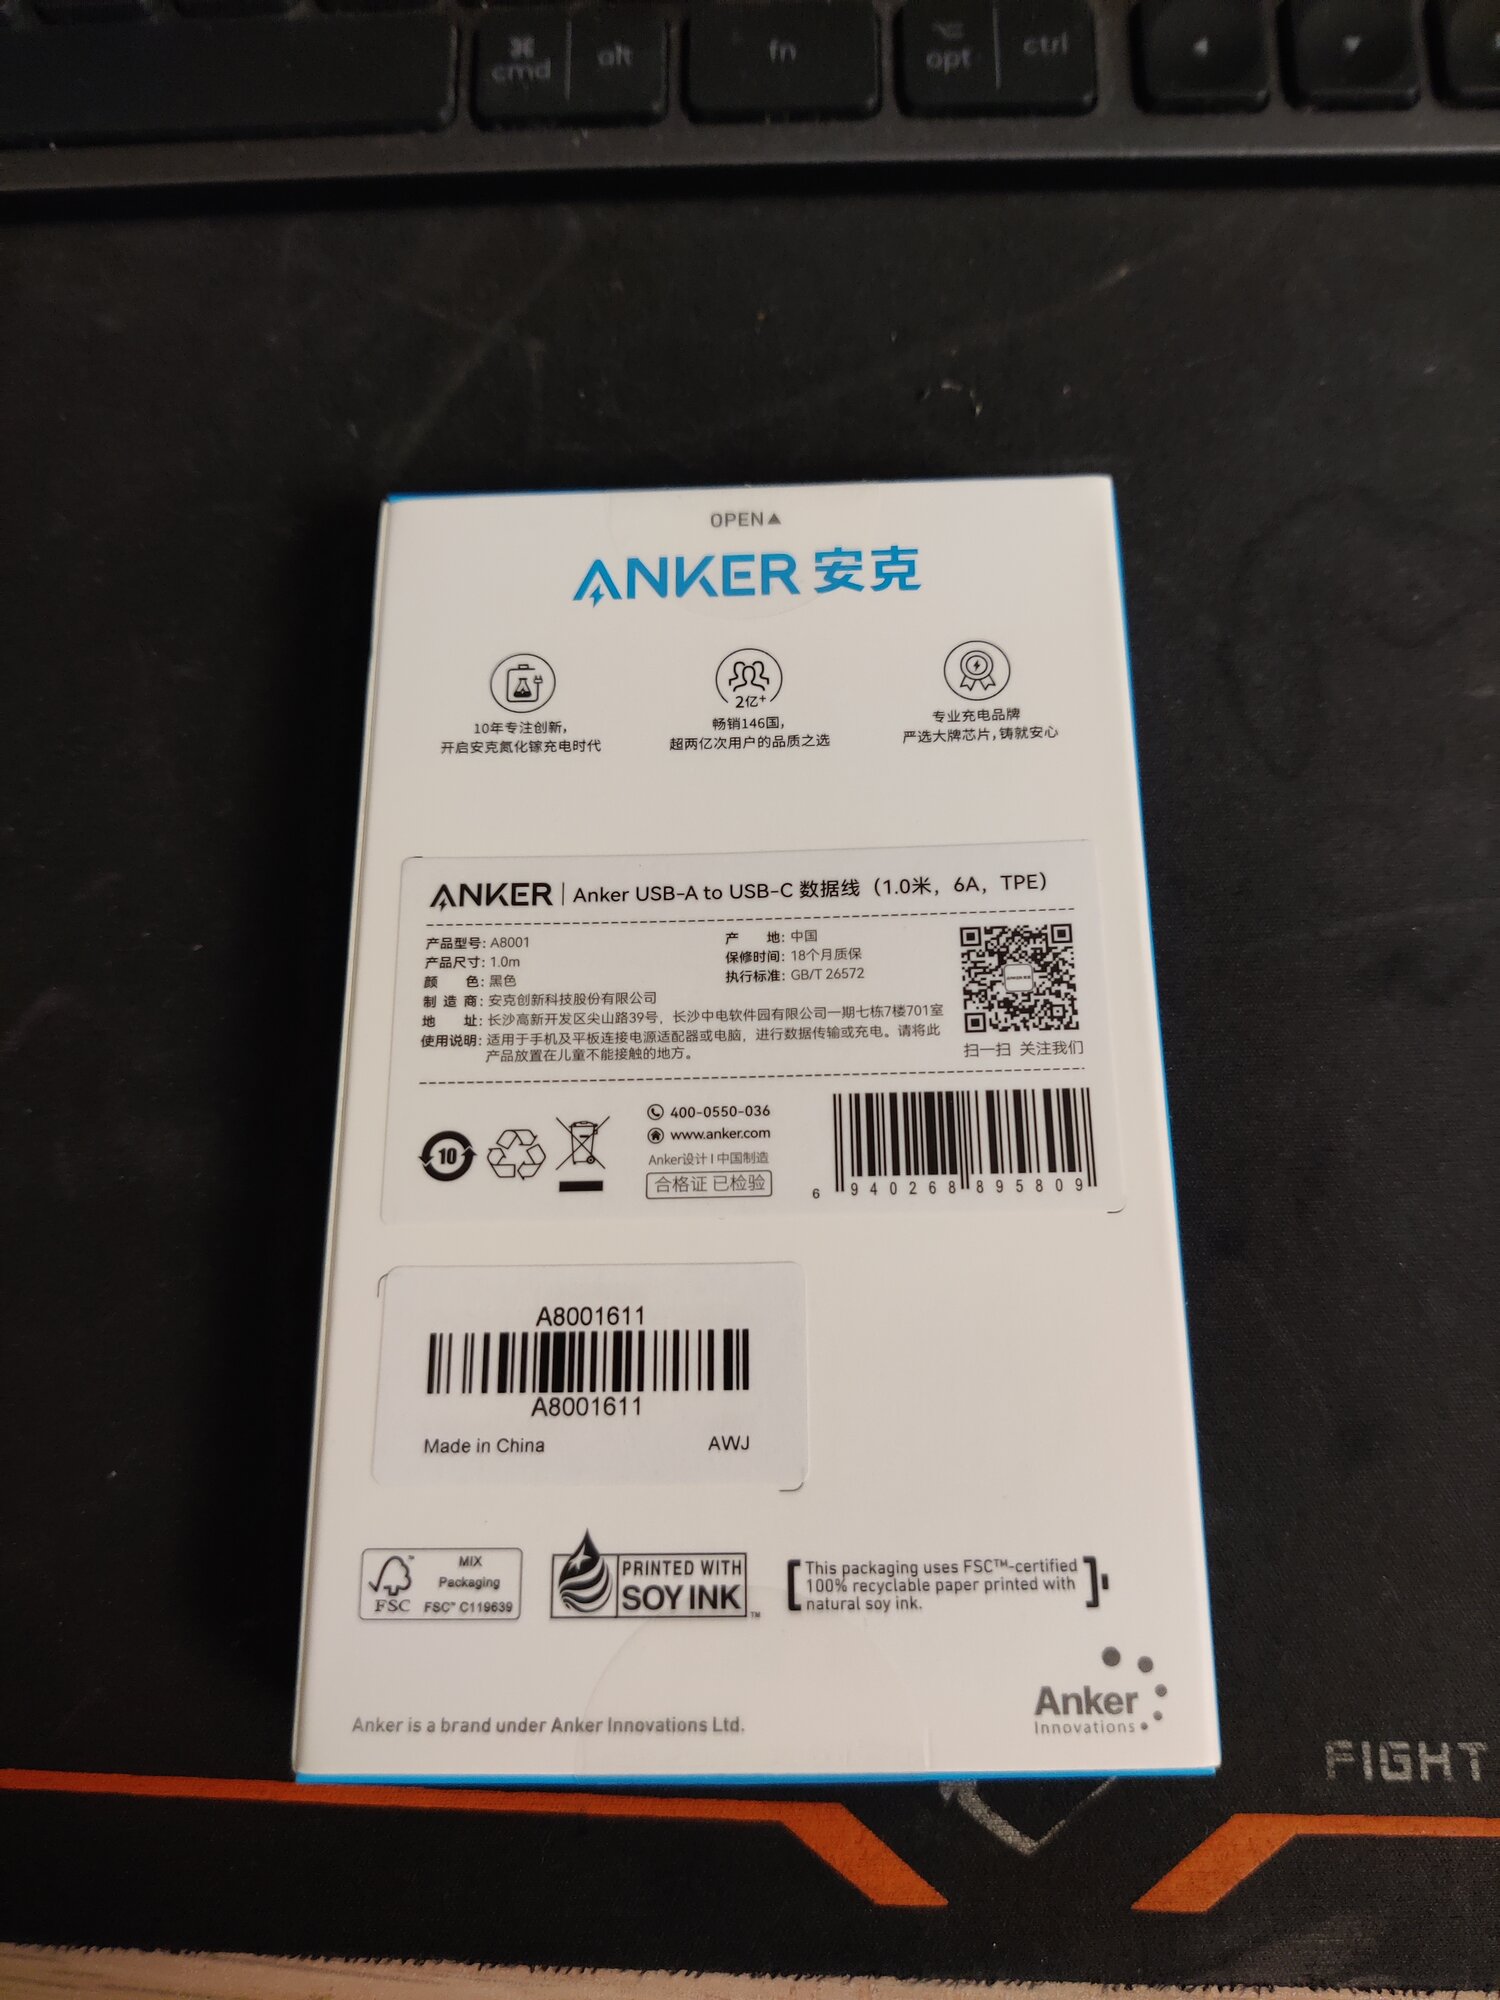 ⌘
cmd
alt
fn
⌥
opt
ctrl
OPEN▲
ANKER 安克
2亿+
10年专注创新，
开启安克氮化镓充电时代
畅销146国，
超两亿次用户的品质之选
专业充电品牌
严选大牌芯片，铸就安心
ANKER | Anker USB-A to USB-C 数据线（1.0米，6A，TPE）
产品型号: A8001
产品尺寸: 1.0m
颜 色: 黑色
产 地: 中国
保修时间: 18个月质保
执行标准: GB/T 26572
制 造 商: 安克创新科技股份有限公司
地 址: 长沙高新开发区尖山路39号，长沙中电软件园有限公司一期七栋7楼701室
使用说明: 适用于手机及平板连接电源适配器或电脑，进行数据传输或充电。请将此
产品放置在儿童不能接触的地方。
扫一扫 关注我们
10
400-0550-036
www.anker.com
Anker设计 | 中国制造
合格证 已检验
6 940268 895809
A8001611
A8001611
Made in China AWJ
FSC™
MIX
Packaging
FSC™ C119639
PRINTED WITH
SOY INK™
This packaging uses FSC™-certified
100% recyclable paper printed with
natural soy ink.
Anker
Innovations
Anker is a brand under Anker Innovations Ltd.
FIGHT